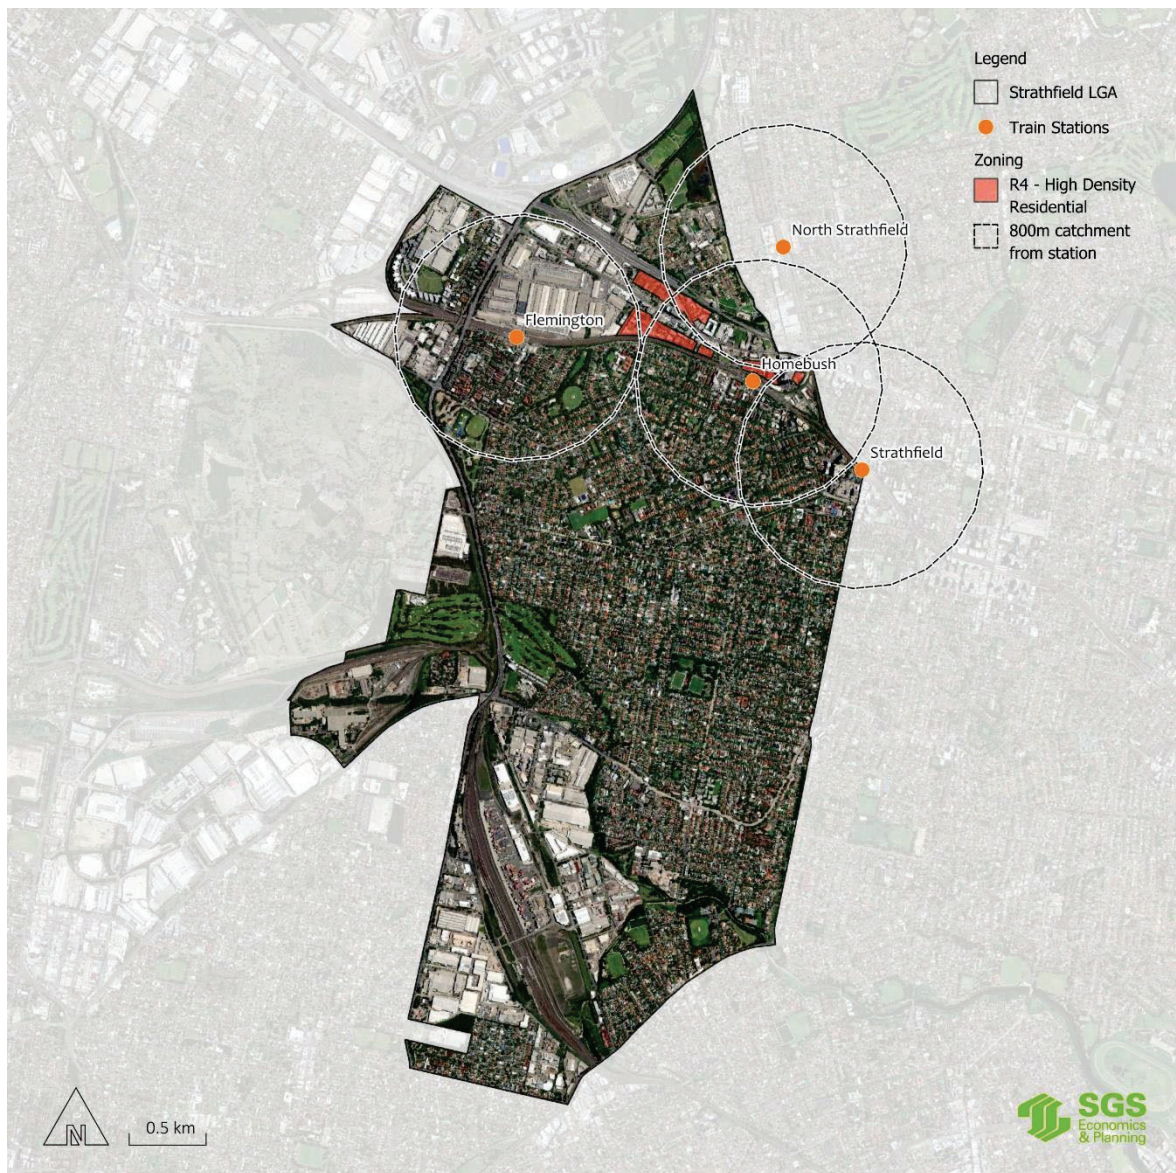 Legend
Strathfield LGA
Train Stations
Zoning
R4 - High Density
Residential
800m catchment
from station
North Strathfield
Flemington
Homebush
Strathfield
N
0.5 km
SGS
Economics
& Planning